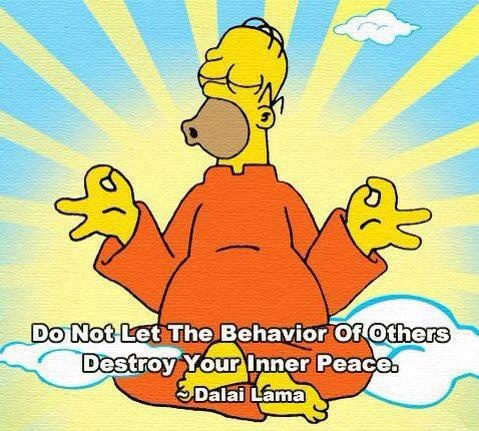 Do Not Let The Behavior Of Others
Destroy Your Inner Peace.
~ Dalai Lama